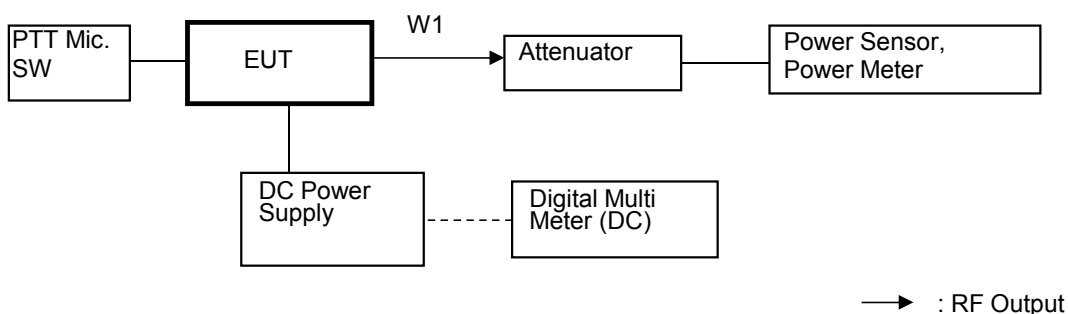 W1
PTT Mic.
SW
EUT
Attenuator
Power Sensor,
Power Meter
DC Power
Supply
Digital Multi
Meter (DC)
: RF Output